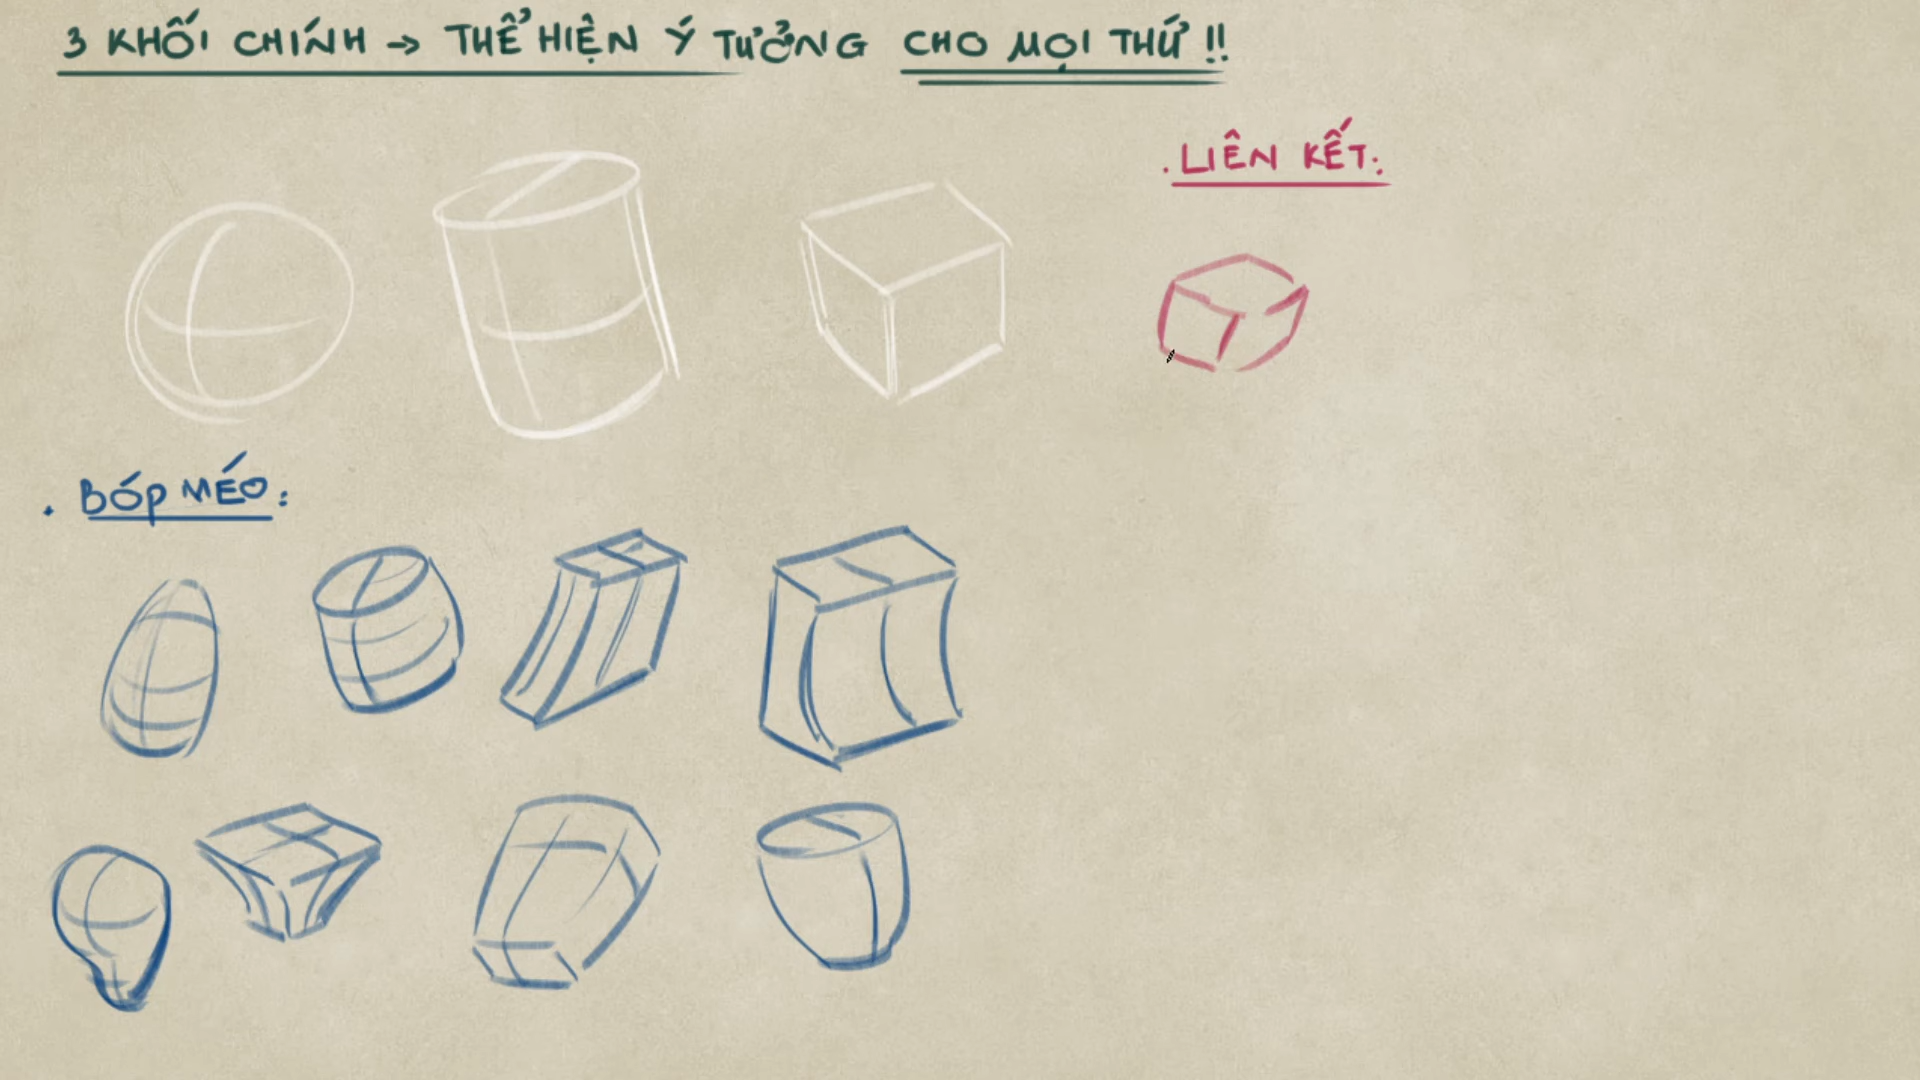 3 KHỐI CHÍNH → THỂ HIỆN Ý TƯỞNG CHO MỌI THỨ !!
. LIÊN KẾT:
. BÓP MÉO: